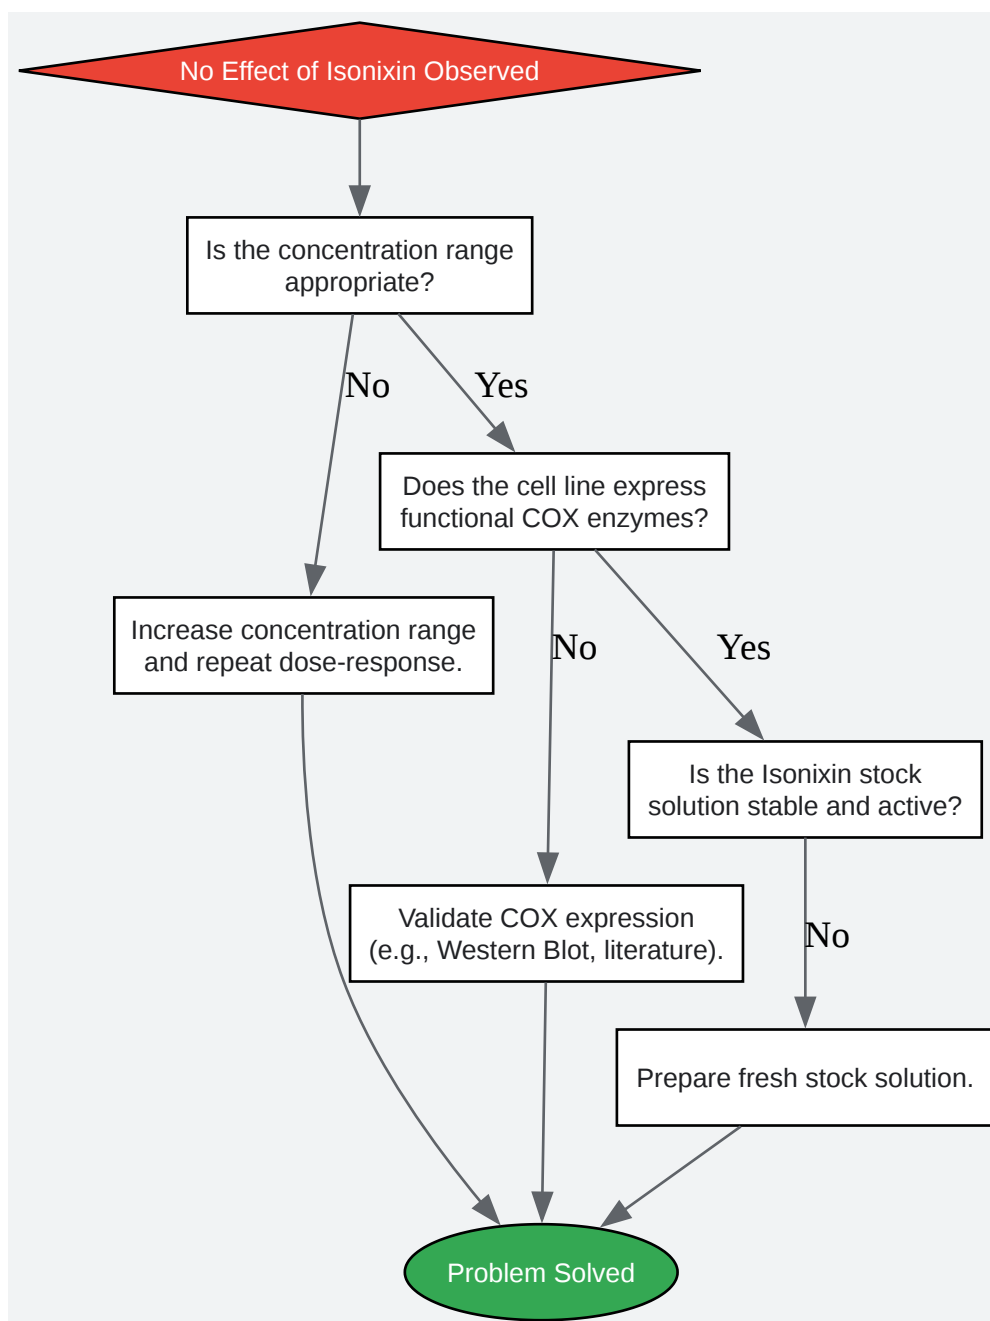 No Effect of Isonixin Observed
Is the concentration range
appropriate?
No
Yes
Does the cell line express
functional COX enzymes?
Increase concentration range
and repeat dose-response.
No
Yes
Is the Isonixin stock
solution stable and active?
Validate COX expression
(e.g., Western Blot, literature).
No
Prepare fresh stock solution.
Problem Solved